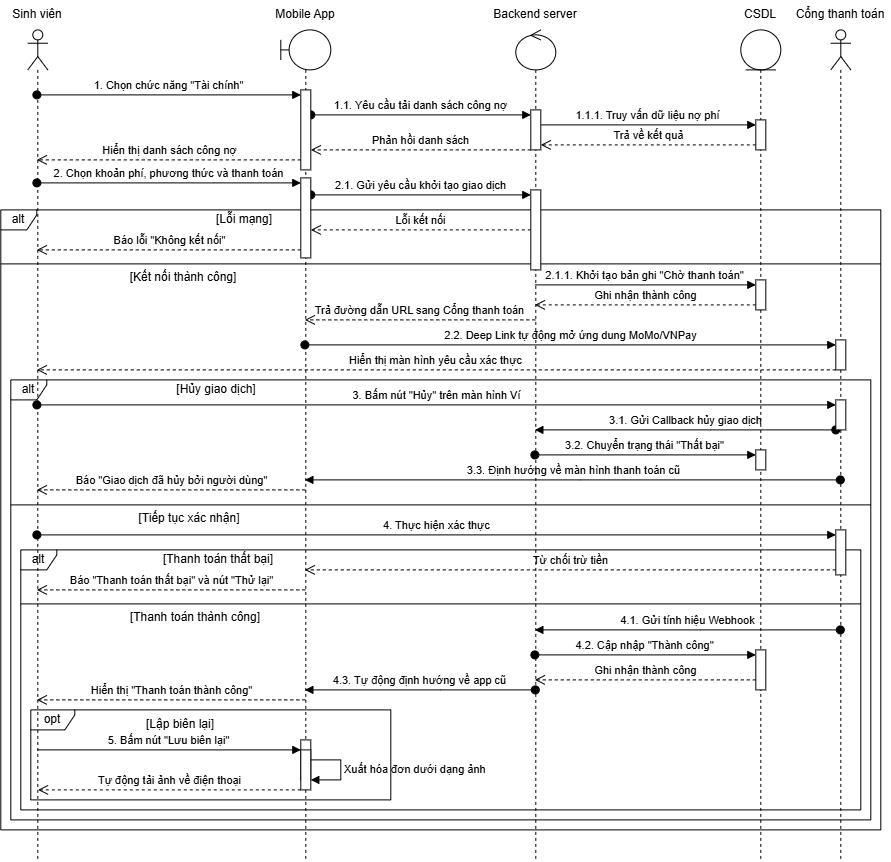 Sinh viên
Mobile App
Backend server
CSDL
Cổng thanh toán
1. Chọn chức năng "Tài chính"
1.1. Yêu cầu tải danh sách công nợ
1.1.1. Truy vấn dữ liệu nợ phí
Trả về kết quả
Phản hồi danh sách
Hiển thị danh sách công nợ
2. Chọn khoản phí, phương thức và thanh toán
2.1. Gửi yêu cầu khởi tạo giao dịch
alt
[Lỗi mạng]
Lỗi kết nối
Báo lỗi "Không kết nối"
[Kết nối thành công]
2.1.1. Khởi tạo bản ghi "Chờ thanh toán"
Ghi nhận thành công
Trả đường dẫn URL sang Cổng thanh toán
2.2. Deep Link tự động mở ứng dung MoMo/VNPay
Hiển thị màn hình yêu cầu xác thực
alt
[Hủy giao dịch]
3. Bấm nút "Hủy" trên màn hình Ví
3.1. Gửi Callback hủy giao dịch
3.2. Chuyển trạng thái "Thất bại"
3.3. Định hướng về màn hình thanh toán cũ
Báo "Giao dịch đã hủy bởi người dùng"
[Tiếp tục xác nhận]
4. Thực hiện xác thực
alt
[Thanh toán thất bại]
Từ chối trừ tiền
Báo "Thanh toán thất bại" và nút "Thử lại"
[Thanh toán thành công]
4.1. Gửi tính hiệu Webhook
4.2. Cập nhập "Thành công"
Ghi nhận thành công
4.3. Tự động định hướng về app cũ
Hiển thị "Thanh toán thành công"
opt
[Lập biên lại]
5. Bấm nút "Lưu biên lại"
Xuất hóa đơn dưới dạng ảnh
Tự động tải ảnh về điện thoại